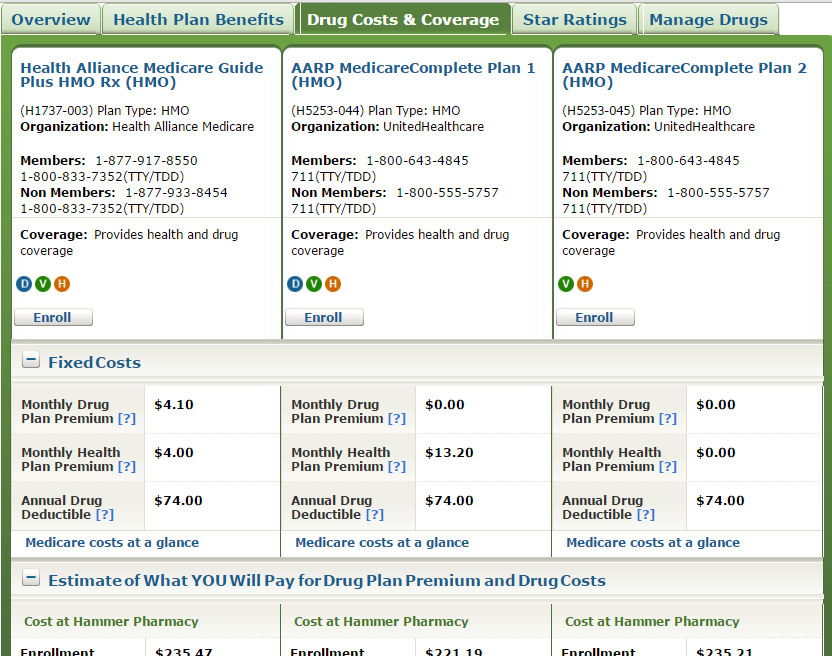 Overview
Health Plan Benefits
Drug Costs & Coverage
Star Ratings
Manage Drugs
Health Alliance Medicare Guide
Plus HMO Rx (HMO)
(H1737-003) Plan Type: HMO
Organization: Health Alliance Medicare
Members: 1-877-917-8550
1-800-833-7352(TTY/TDD)
Non Members: 1-877-933-8454
1-800-833-7352(TTY/TDD)
Coverage: Provides health and drug
coverage
D V H
Enroll
AARP MedicareComplete Plan 1
(HMO)
(H5253-044) Plan Type: HMO
Organization: UnitedHealthcare
Members: 1-800-643-4845
711(TTY/TDD)
Non Members: 1-800-555-5757
711(TTY/TDD)
Coverage: Provides health and drug
coverage
D V H
Enroll
AARP MedicareComplete Plan 2
(HMO)
(H5253-045) Plan Type: HMO
Organization: UnitedHealthcare
Members: 1-800-643-4845
711(TTY/TDD)
Non Members: 1-800-555-5757
711(TTY/TDD)
Coverage: Provides health and drug
coverage
V H
Enroll
Fixed Costs
Monthly Drug
Plan Premium [?]
$4.10
Monthly Drug
Plan Premium [?]
$0.00
Monthly Drug
Plan Premium [?]
$0.00
Monthly Health
Plan Premium [?]
$4.00
Monthly Health
Plan Premium [?]
$13.20
Monthly Health
Plan Premium [?]
$0.00
Annual Drug
Deductible [?]
$74.00
Annual Drug
Deductible [?]
$74.00
Annual Drug
Deductible [?]
$74.00
Medicare costs at a glance
Medicare costs at a glance
Medicare costs at a glance
Estimate of What YOU Will Pay for Drug Plan Premium and Drug Costs
Cost at Hammer Pharmacy
Cost at Hammer Pharmacy
Cost at Hammer Pharmacy
Enrollment
$235.47
Enrollment
$221.19
Enrollment
$235.21